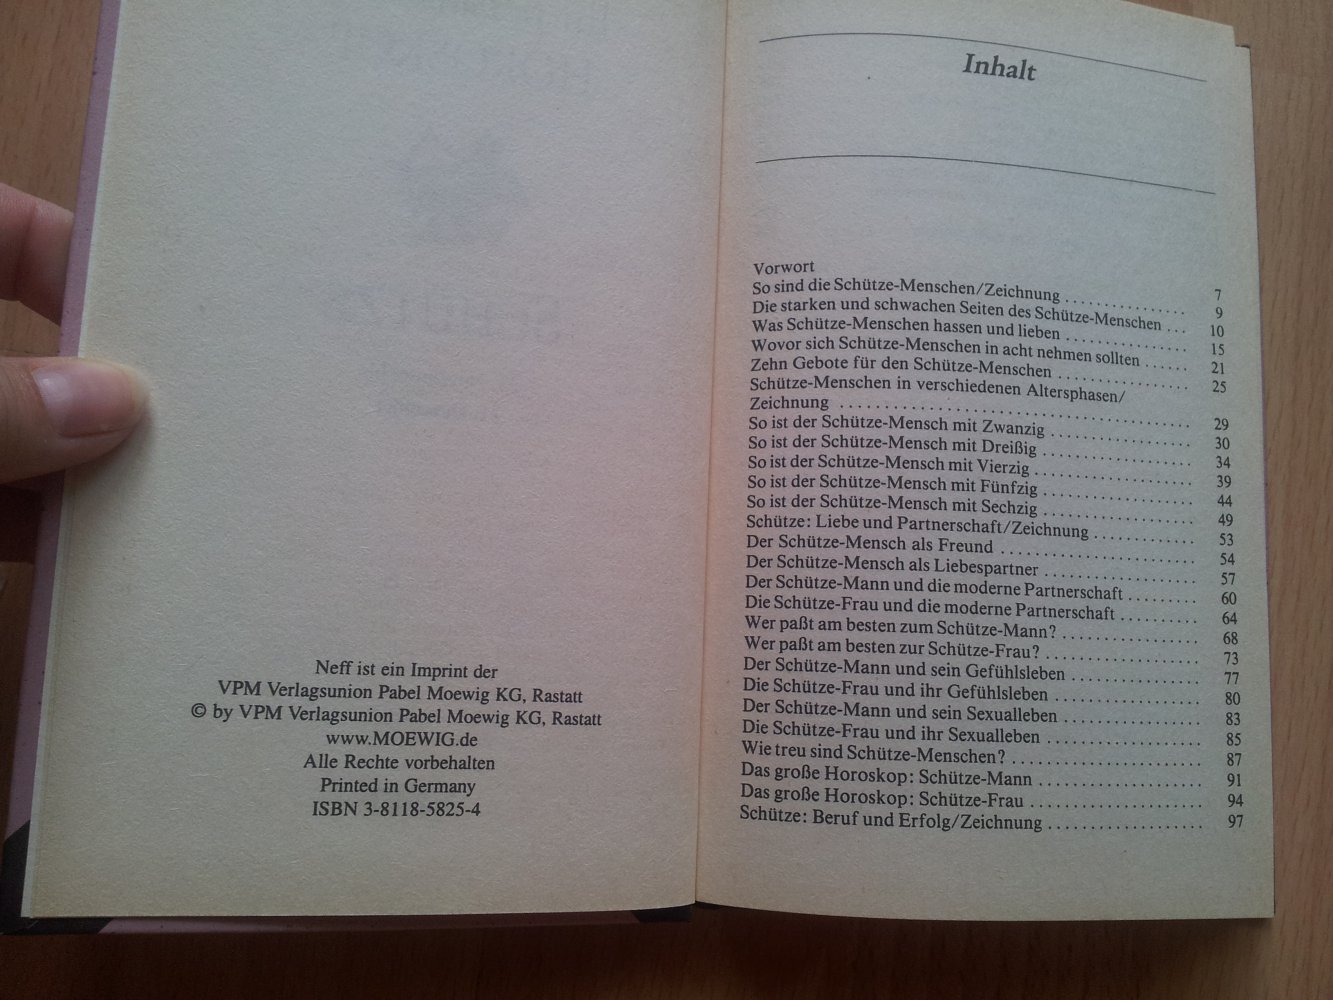 Neff ist ein Imprint der
VPM Verlagsunion Pabel Moewig KG, Rastatt
© by VPM Verlagsunion Pabel Moewig KG, Rastatt
www.MOEWIG.de
Alle Rechte vorbehalten
Printed in Germany
ISBN 3-8118-5825-4
Inhalt
Vorwort 7
So sind die Schütze-Menschen/Zeichnung .............. 9
Die starken und schwachen Seiten des Schütze-Menschen ... 10
Was Schütze-Menschen hassen und lieben .............. 15
Wovor sich Schütze-Menschen in acht nehmen sollten ...... 21
Zehn Gebote für den Schütze-Menschen ............... 25
Schütze-Menschen in verschiedenen Altersphasen/
Zeichnung ....................................... 29
So ist der Schütze-Mensch mit Zwanzig ................ 30
So ist der Schütze-Mensch mit Dreißig ................. 34
So ist der Schütze-Mensch mit Vierzig .................. 39
So ist der Schütze-Mensch mit Fünfzig ................. 44
So ist der Schütze-Mensch mit Sechzig ................. 49
Schütze: Liebe und Partnerschaft/Zeichnung ............ 53
Der Schütze-Mensch als Freund ...................... 54
Der Schütze-Mensch als Liebespartner ................. 57
Der Schütze-Mann und die moderne Partnerschaft ......... 60
Die Schütze-Frau und die moderne Partnerschaft .......... 64
Wer paßt am besten zum Schütze-Mann? ............... 68
Wer paßt am besten zur Schütze-Frau? ................. 73
Der Schütze-Mann und sein Gefühlsleben .............. 77
Die Schütze-Frau und ihr Gefühlsleben ................ 80
Der Schütze-Mann und sein Sexualleben ............... 83
Die Schütze-Frau und ihr Sexualleben ................. 85
Wie treu sind Schütze-Menschen? ..................... 87
Das große Horoskop: Schütze-Mann .................. 91
Das große Horoskop: Schütze-Frau ................... 94
Schütze: Beruf und Erfolg/Zeichnung .................. 97